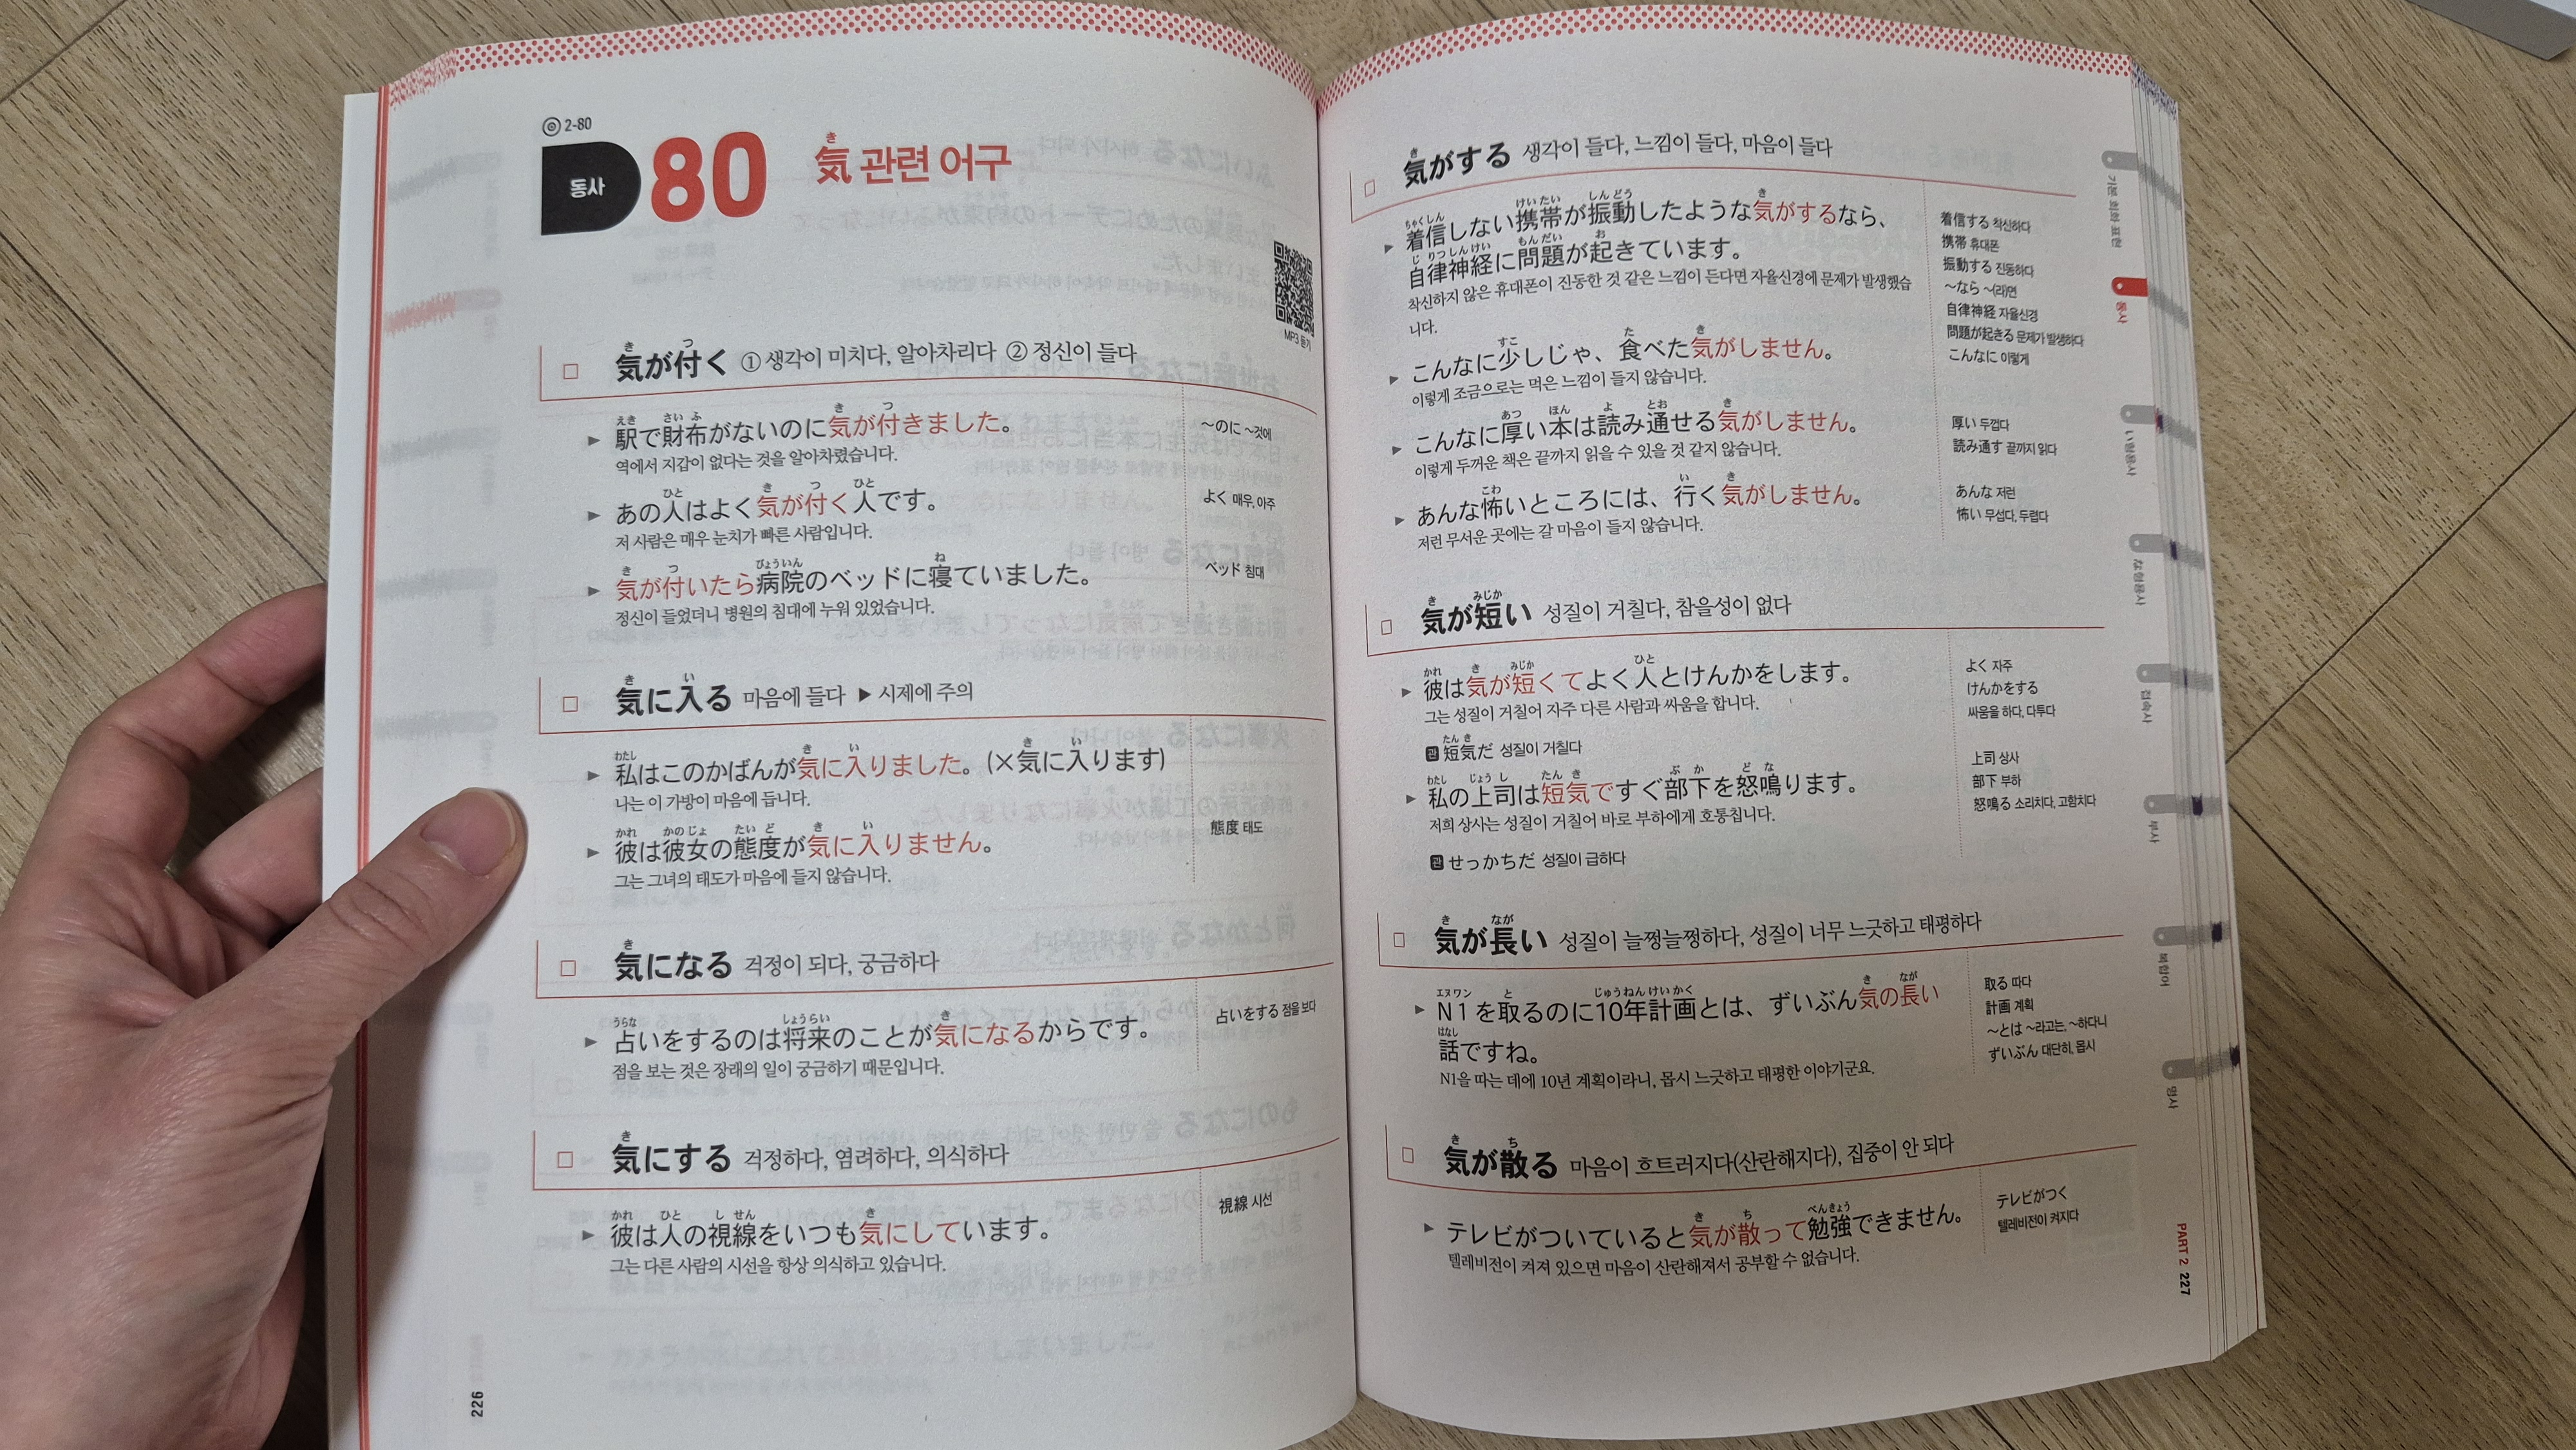 2-80
동사
80
気 관련 어구
MP3 듣기
気が付く ① 생각이 미치다, 알아차리다 ② 정신이 들다
駅で財布がないのに気が付きました。
역에서 지갑이 없다는 것을 알아차렸습니다.
~のに ~것에
あの人はよく気が付く人です。
저 사람은 매우 눈치가 빠른 사람입니다.
よく 매우, 아주
気が付いたら病院のベッドに寝ていました。
정신이 들었더니 병원의 침대에 누워 있었습니다.
ベッド 침대
気に入る 마음에 들다 ▶ 시제에 주의
私はこのかばんが気に入りました。(×気に入ります)
나는 이 가방이 마음에 듭니다.
彼は彼女の態度が気に入りません。
그는 그녀의 태도가 마음에 들지 않습니다.
態度 태도
気になる 걱정이 되다, 궁금하다
占いをするのは将来のことが気になるからです。
점을 보는 것은 장래의 일이 궁금하기 때문입니다.
占いをする 점을 보다
気にする 걱정하다, 염려하다, 의식하다
彼は人の視線をいつも気にしています。
그는 다른 사람의 시선을 항상 의식하고 있습니다.
視線 시선
226
気がする 생각이 들다, 느낌이 들다, 마음이 들다
着信しない携帯が振動したような気がするなら、
自律神経に問題が起きています。
착신하지 않은 휴대폰이 진동한 것 같은 느낌이 든다면 자율신경에 문제가 발생했습
니다.
着信する 착신하다
携帯 휴대폰
振動する 진동하다
~なら ~(라)면
自律神経 자율신경
問題が起きる 문제가 발생하다
こんなに 이렇게
こんなに少しじゃ、食べた気がしません。
이렇게 조금으로는 먹은 느낌이 들지 않습니다.
こんなに厚い本は読み通せる気がしません。
이렇게 두꺼운 책은 끝까지 읽을 수 있을 것 같지 않습니다.
厚い 두껍다
読み通す 끝까지 읽다
あんな怖いところには、行く気がしません。
저런 무서운 곳에는 갈 마음이 들지 않습니다.
あんな 저런
怖い 무섭다, 두렵다
気が短い 성질이 거칠다, 참을성이 없다
彼は気が短くてよく人とけんかをします。
그는 성질이 거칠어 자주 다른 사람과 싸움을 합니다.
よく 자주
けんかをする
싸움을 하다, 다투다
관 短気だ 성질이 거칠다
私の上司は短気ですぐ部下を怒鳴ります。
저희 상사는 성질이 거칠어 바로 부하에게 호통칩니다.
上司 상사
部下 부하
怒鳴る 소리치다, 고함치다
관 せっかちだ 성질이 급하다
気が長い 성질이 늘쩡늘쩡하다, 성질이 너무 느긋하고 태평하다
N1を取るのに10年計画とは、ずいぶん気の長い
話ですね。
N1을 따는 데에 10년 계획이라니, 몹시 느긋하고 태평한 이야기군요.
取る 따다
計画 계획
~とは ~라고는, ~하다니
ずいぶん 대단히, 몹시
気が散る 마음이 흐트러지다(산란해지다), 집중이 안 되다
テレビがついていると気が散って勉強できません。
텔레비전이 켜져 있으면 마음이 산란해져서 공부할 수 없습니다.
テレビがつく
텔레비전이 켜지다
기본 회화 표현
동사
い형용사
な형용사
접속사
부사
복합어
명사
PART 2 227